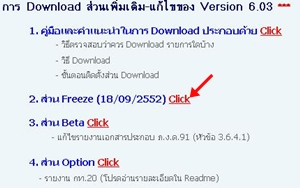 การ Download ส่วนเพิ่มเติม-แก้ไขของ Version 6.03 ***
1. คู่มือและคำแนะนำในการ Download ประกอบด้วย Click
- วิธีตรวจสอบว่าควร Download รายการใดบ้าง
- วิธี Download
- ขั้นตอนติดตั้งส่วน Download
2. ส่วน Freeze (18/09/2552) Click
3. ส่วน Beta Click
- แก้ไขรายงานเอกสารประกอบ ภ.ง.ด.91 (หัวข้อ 3.6.4.1)
4. ส่วน Option Click
- รายงาน กท.20 (โปรดอ่านรายละเอียดใน Readme)